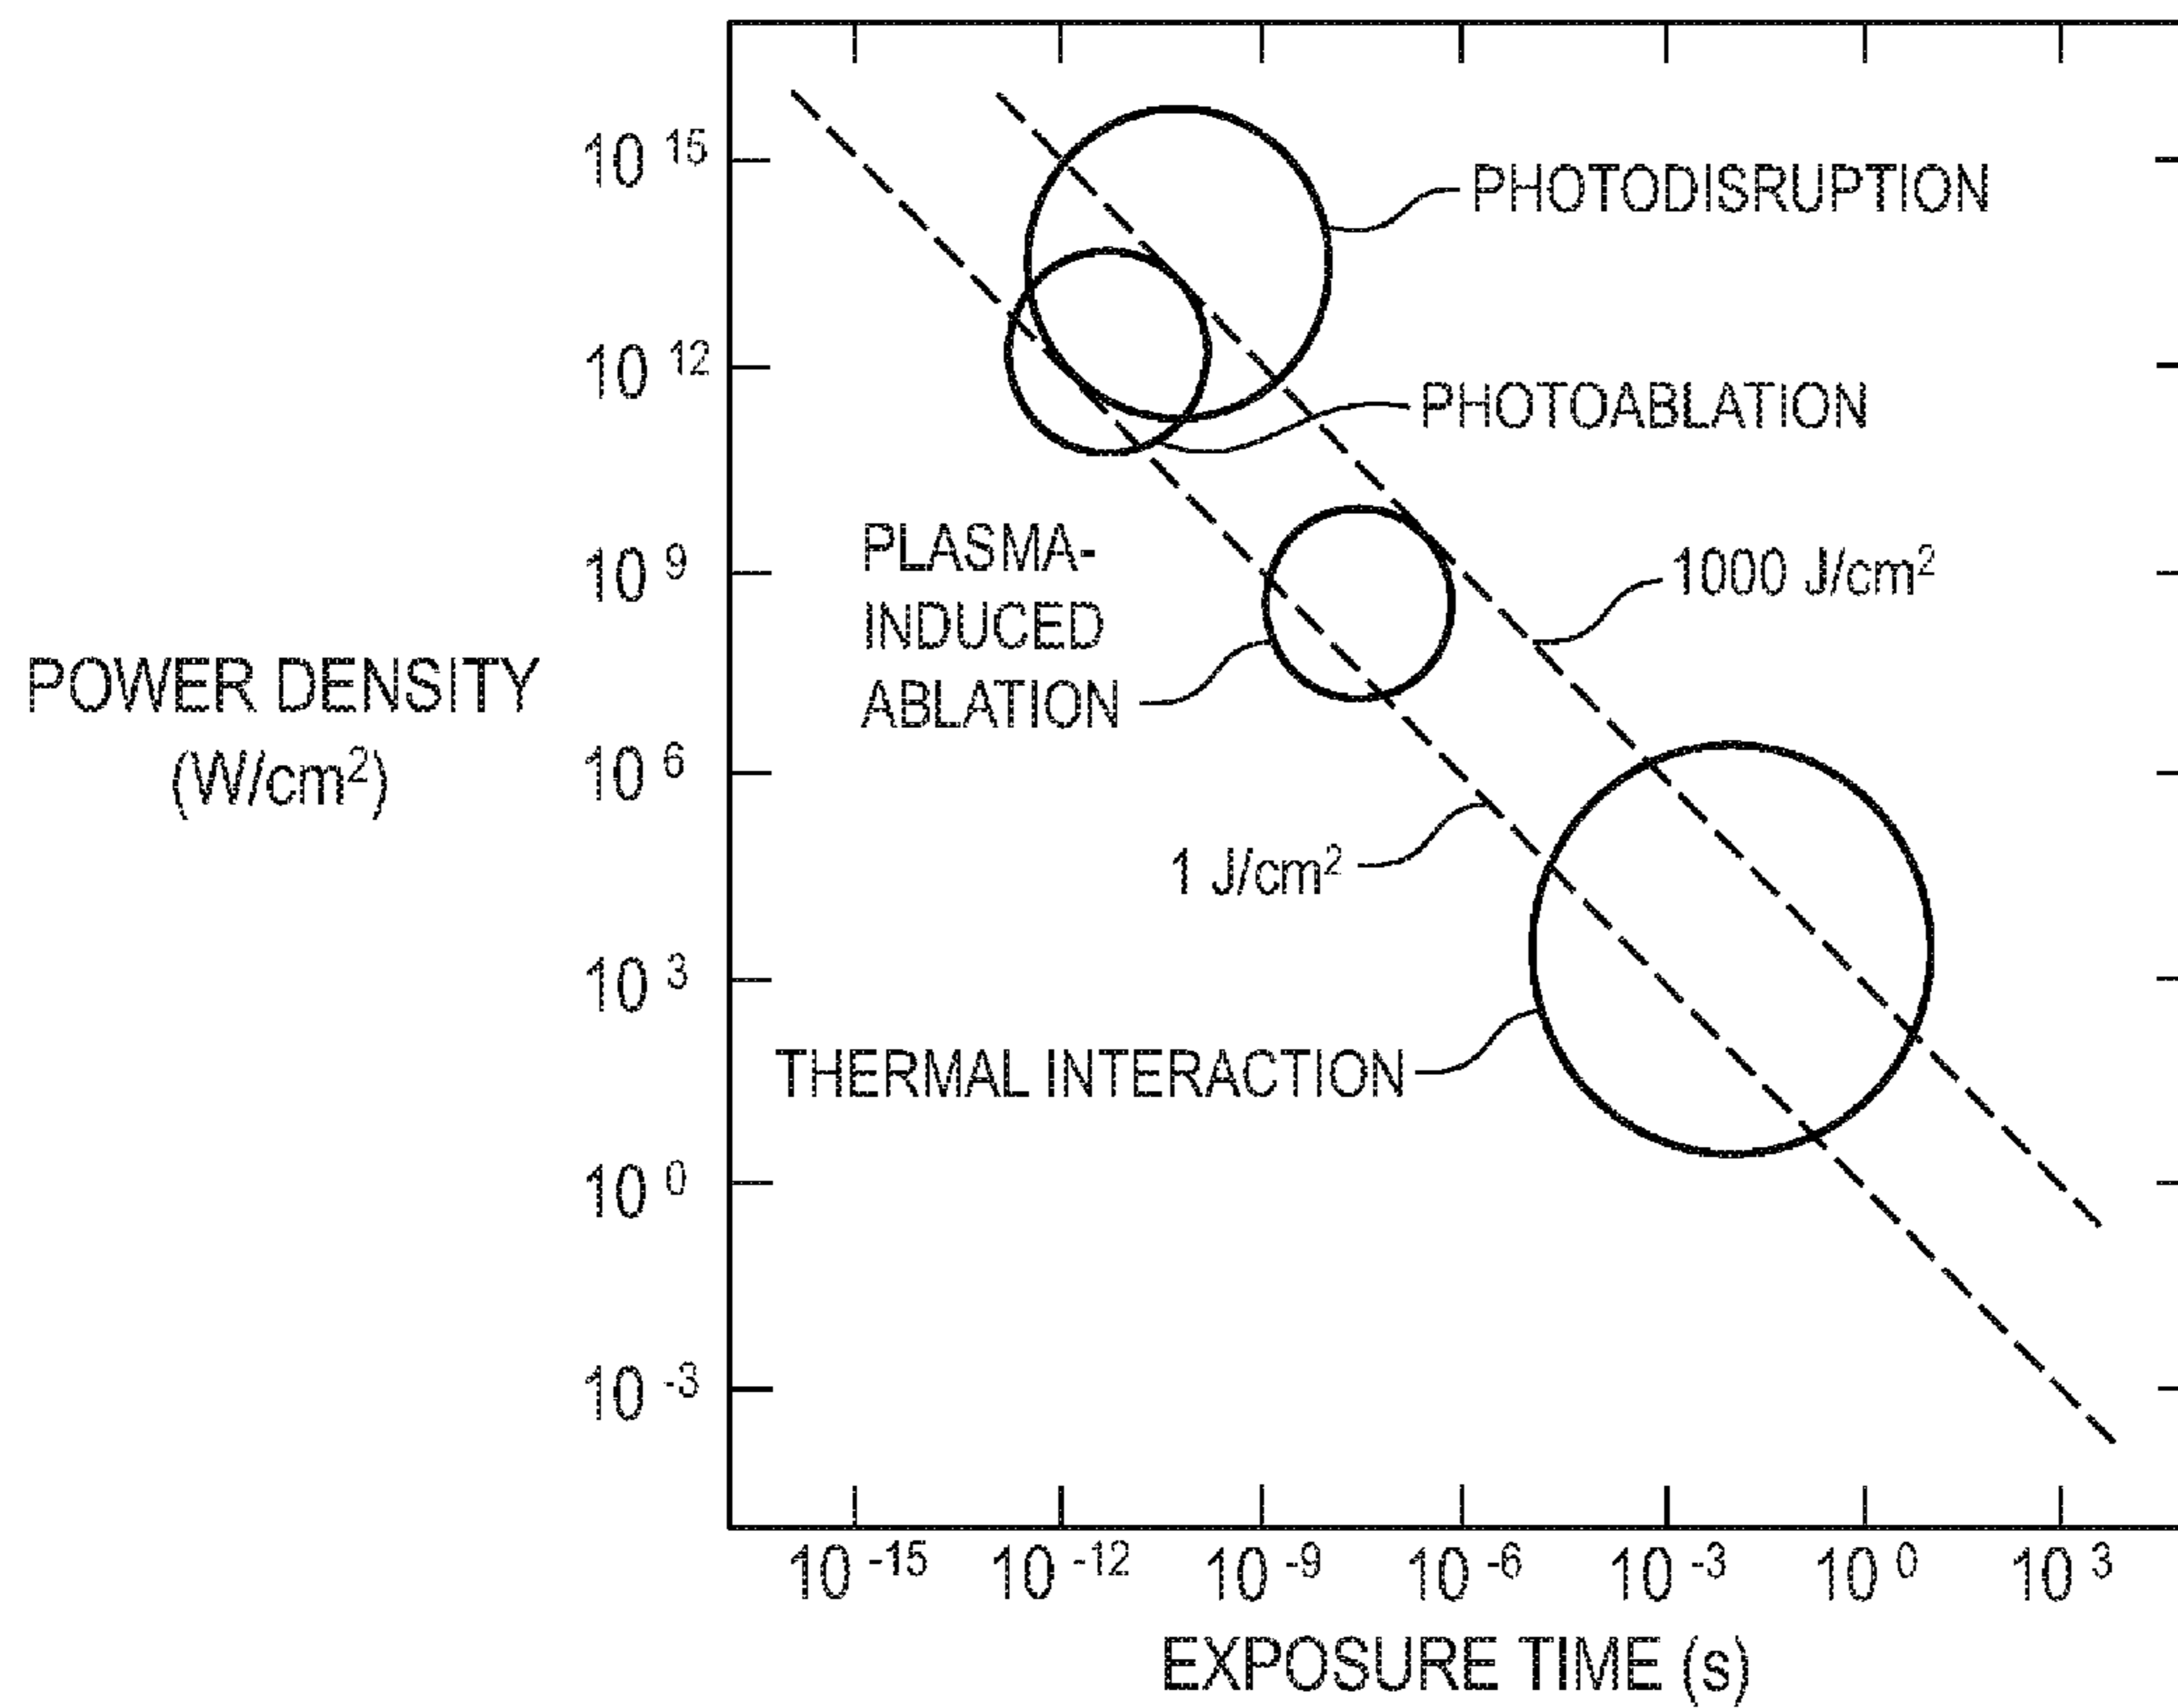 10 15
PHOTODISRUPTION
10 12
PHOTOABLATION
PLASMA-
INDUCED
ABLATION
10 9
1000 J/cm2
POWER DENSITY
(W/cm2)
10 6
1 J/cm2
10 3
THERMAL INTERACTION
10 0
10 -3
10 -15 10 -12 10 -9 10 -6 10 -3 10 0 10 3
EXPOSURE TIME (s)